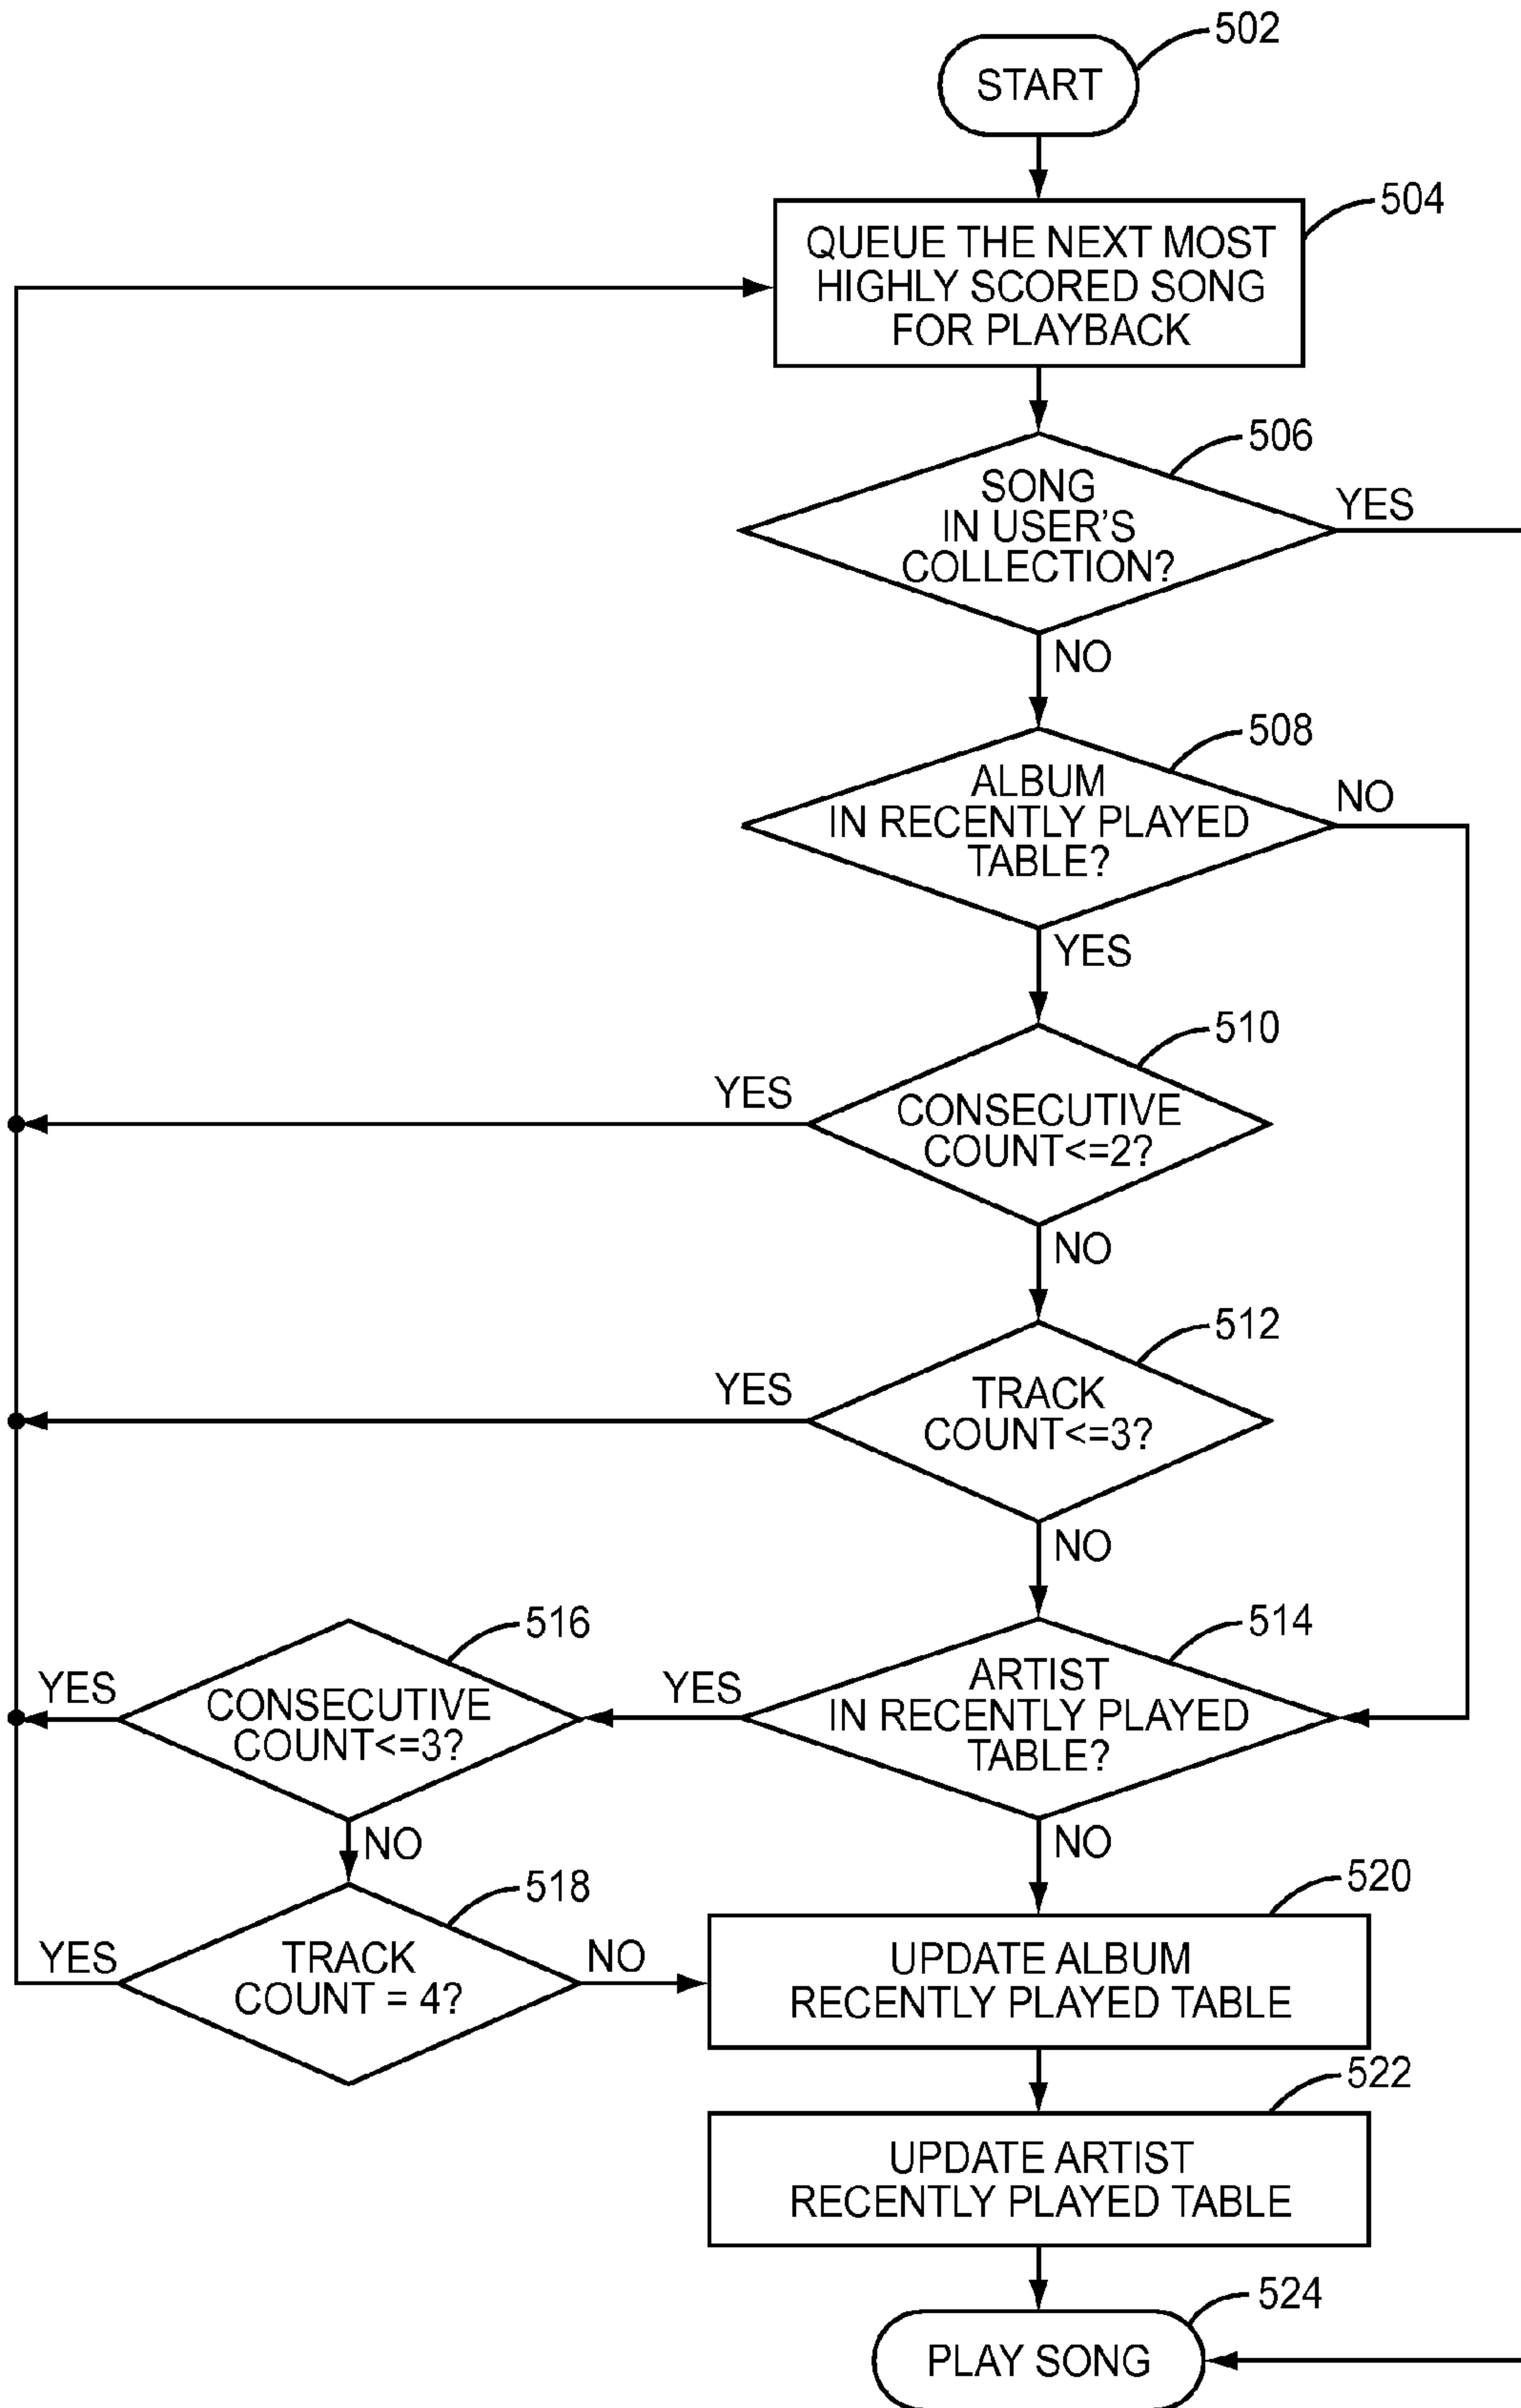 502
START
504
QUEUE THE NEXT MOST
HIGHLY SCORED SONG
FOR PLAYBACK
506
SONG
IN USER'S
COLLECTION?
YES
NO
508
ALBUM
IN RECENTLY PLAYED
TABLE?
NO
YES
510
YES
CONSECUTIVE
COUNT<=2?
NO
512
YES
TRACK
COUNT<=3?
NO
516
514
YES
CONSECUTIVE
COUNT<=3?
YES
ARTIST
IN RECENTLY PLAYED
TABLE?
NO
NO
518
520
YES
TRACK
COUNT = 4?
NO
UPDATE ALBUM
RECENTLY PLAYED TABLE
522
UPDATE ARTIST
RECENTLY PLAYED TABLE
524
PLAY SONG